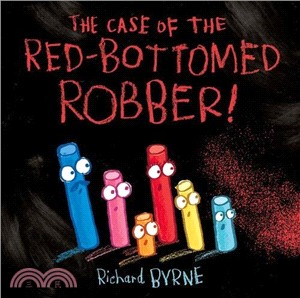 THE CASE OF THE
RED-BOTTOMED
ROBBER!
Richard BYRNE